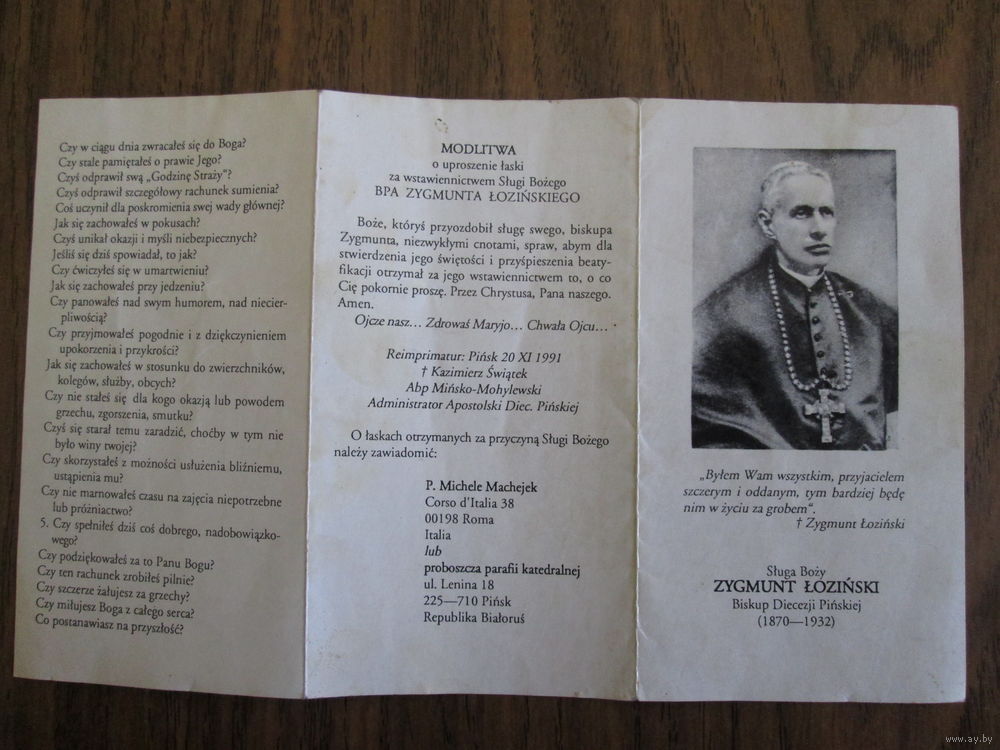 Czy w ciągu dnia zwracałeś się do Boga?
Czy stale pamiętałeś o prawie Jego?
Czyś odprawił swą „Godzinę Straży”?
Czyś odprawił szczegółowy rachunek sumienia?
Coś uczynił dla poskromienia swej wady głównej?
Jak się zachowałeś w pokusach?
Czyś unikał okazji i myśli niebezpiecznych?
Jeśliś się dziś spowiadał, to jak?
Czy ćwiczyłeś się w umartwieniu?
Jak się zachowałeś przy jedzeniu?
Czy panowałeś nad swym humorem, nad niecier-
pliwością?
Czy przyjmowałeś pogodnie i z dziękczynieniem
upokorzenia i przykrości?
Jak się zachowałeś w stosunku do zwierzchników,
kolegów, służby, obcych?
Czy nie stałeś się dla kogo okazją lub powodem
grzechu, zgorszenia, smutku?
Czyś się starał temu zaradzić, choćby w tym nie
było winy twojej?
Czy skorzystałeś z możności usłużenia bliźniemu,
ustąpienia mu?
Czy nie marnowałeś czasu na zajęcia niepotrzebne
lub próżniactwo?
5. Czy spełniłeś dziś coś dobrego, nadobowiązko-
wego?
Czy podziękowałeś za to Panu Bogu?
Czy ten rachunek zrobiłeś pilnie?
Czy szczerze żałujesz za grzechy?
Czy miłujesz Boga z całego serca?
Co postanawiasz na przyszłość?
MODLITWA
o uproszenie łaski
za wstawiennictwem Sługi Bożego
BPA ZYGMUNTA ŁOZIŃSKIEGO
Boże, któryś przyozdobił sługę swego, biskupa
Zygmunta, niezwykłymi cnotami, spraw, abym dla
stwierdzenia jego świętości i przyśpieszenia beaty-
fikacji otrzymał za jego wstawiennictwem to, o co
Cię pokornie proszę. Przez Chrystusa, Pana naszego.
Amen.
Ojcze nasz... Zdrowaś Maryjo... Chwała Ojcu...
Reimprimatur: Pińsk 20 XI 1991
† Kazimierz Świątek
Abp Mińsko-Mohylewski
Administrator Apostolski Diec. Pińskiej
O łaskach otrzymanych za przyczyną Sługi Bożego
należy zawiadomić:
P. Michele Machejek
Corso d'Italia 38
00198 Roma
Italia
lub
proboszcza parafii katedralnej
ul. Lenina 18
225—710 Pińsk
Republika Białoruś
„Byłem Wam wszystkim, przyjacielem
szczerym i oddanym, tym bardziej będę
nim w życiu za grobem“.
† Zygmunt Łoziński
Sługa Boży
ZYGMUNT ŁOZIŃSKI
Biskup Diecezji Pińskiej
(1870—1932)
www.ay.by